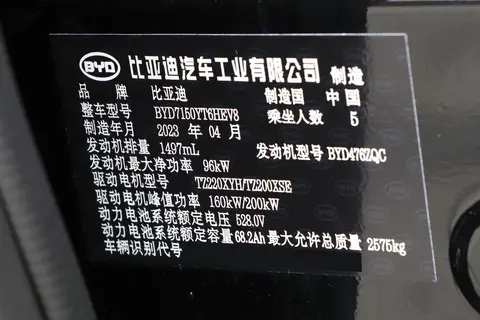 BYD 比亚迪汽车工业有限公司 制造
品牌 比亚迪 制造国 中国
整车型号 BYD7150YT6HEV8 乘坐人数 5
制造年月 2023 年 04 月
发动机排量 1497mL 发动机型号 BYD476ZQC
发动机最大净功率 96kW
驱动电机型号 TZ220XYH/TZ200XSE
驱动电机峰值功率 160kW/200kW
动力电池系统额定电压 528.0V
动力电池系统额定容量 68.2Ah 最大允许总质量 2575kg
车辆识别代号